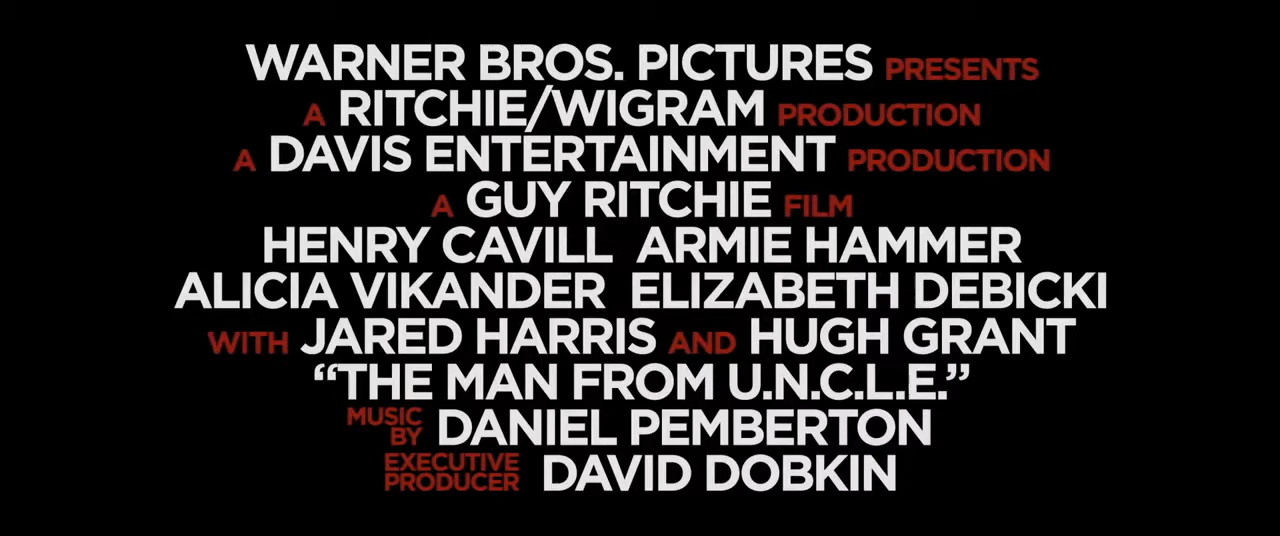 WARNER BROS. PICTURES PRESENTS
A RITCHIE/WIGRAM PRODUCTION
A DAVIS ENTERTAINMENT PRODUCTION
A GUY RITCHIE FILM
HENRY CAVILL ARMIE HAMMER
ALICIA VIKANDER ELIZABETH DEBICKI
WITH JARED HARRIS AND HUGH GRANT
“THE MAN FROM U.N.C.L.E.”
MUSIC BY DANIEL PEMBERTON
EXECUTIVE PRODUCER DAVID DOBKIN